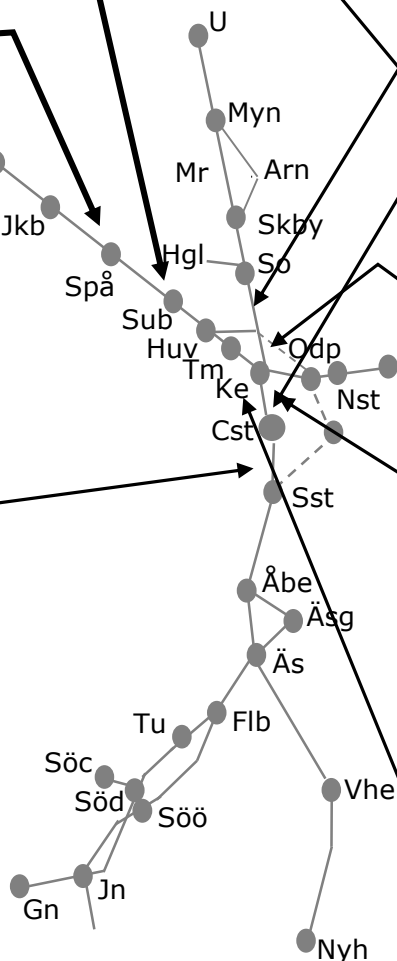 U
Myn
Mr
Arn
Skby
Jkb
Hgl
So
Spå
Sub
Huv
Odp
Tm
Ke
Nst
Cst
Sst
Åbe
Äsg
Äs
Tu
Flb
Söc
Söd
Vhe
Söö
Jn
Gn
Nyh